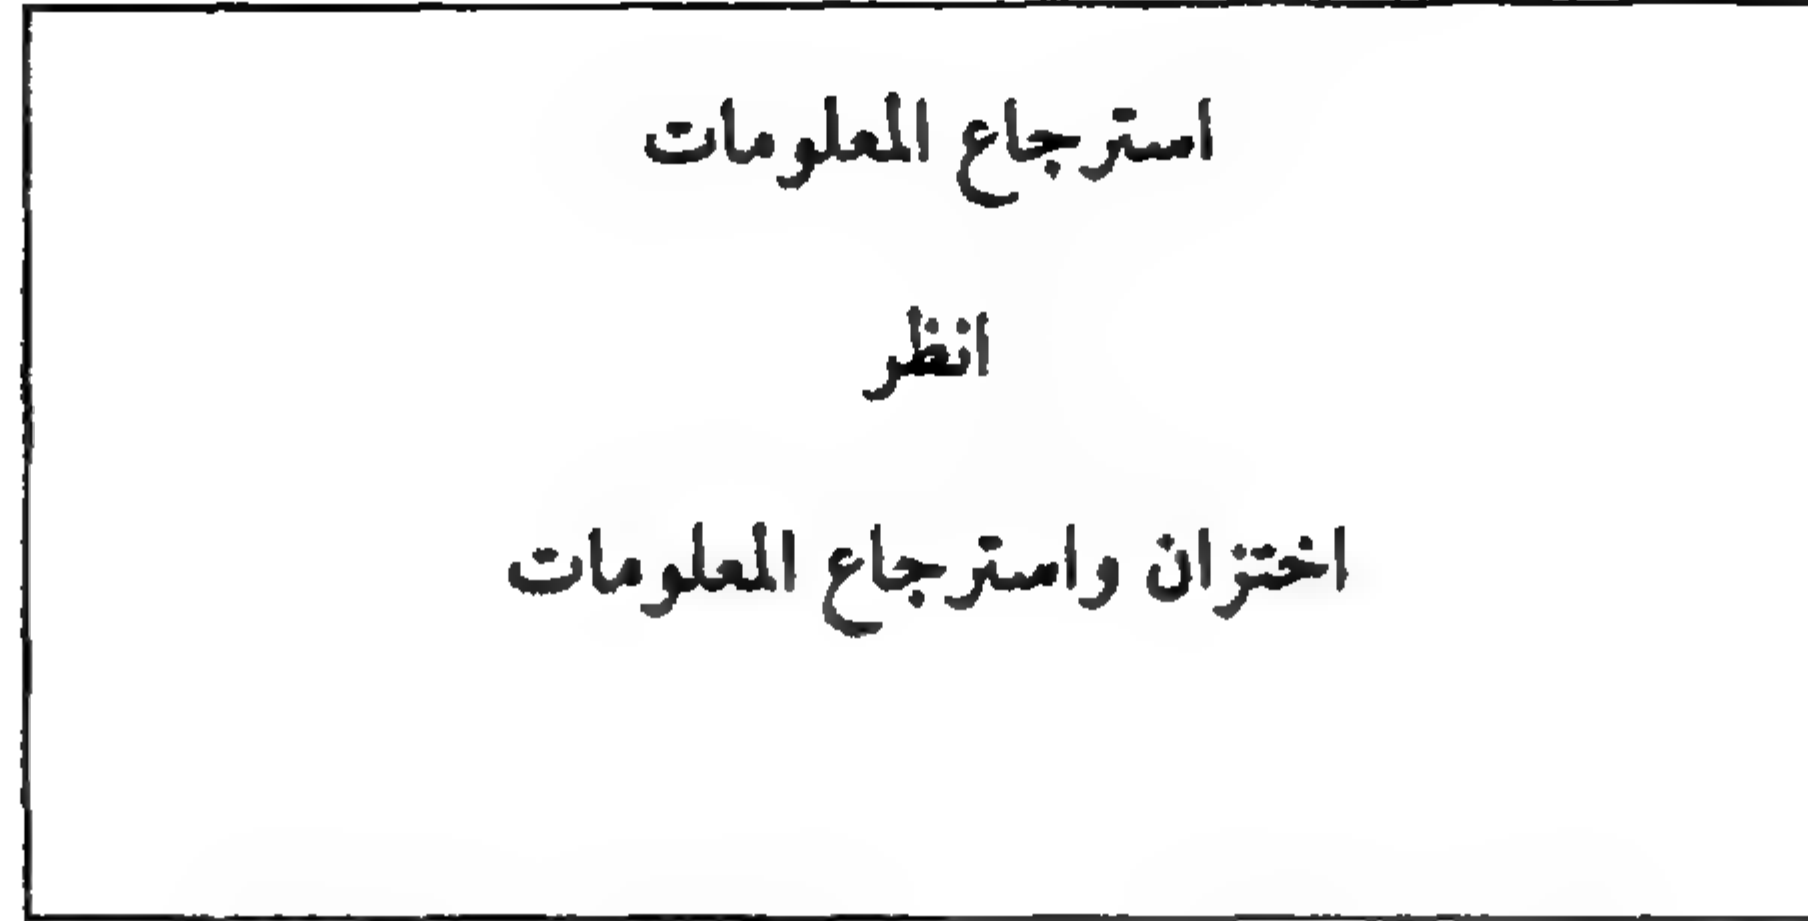 استرجاع المعلومات
انظر
اختزان واسترجاع المعلومات